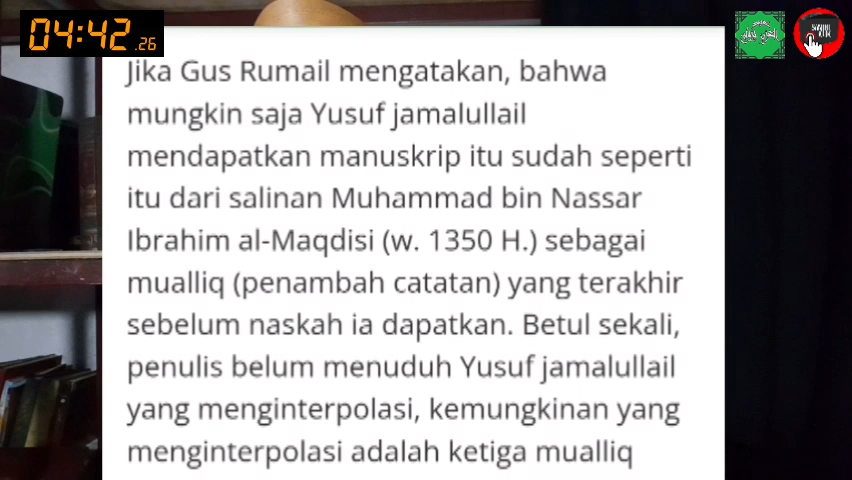 04:42.26
Jika Gus Rumail mengatakan, bahwa
mungkin saja Yusuf jamalullail
mendapatkan manuskrip itu sudah seperti
itu dari salinan Muhammad bin Nassar
Ibrahim al-Maqdisi (w. 1350 H.) sebagai
mualliq (penambah catatan) yang terakhir
sebelum naskah ia dapatkan. Betul sekali,
penulis belum menuduh Yusuf jamalullail
yang menginterpolasi, kemungkinan yang
menginterpolasi adalah ketiga mualliq